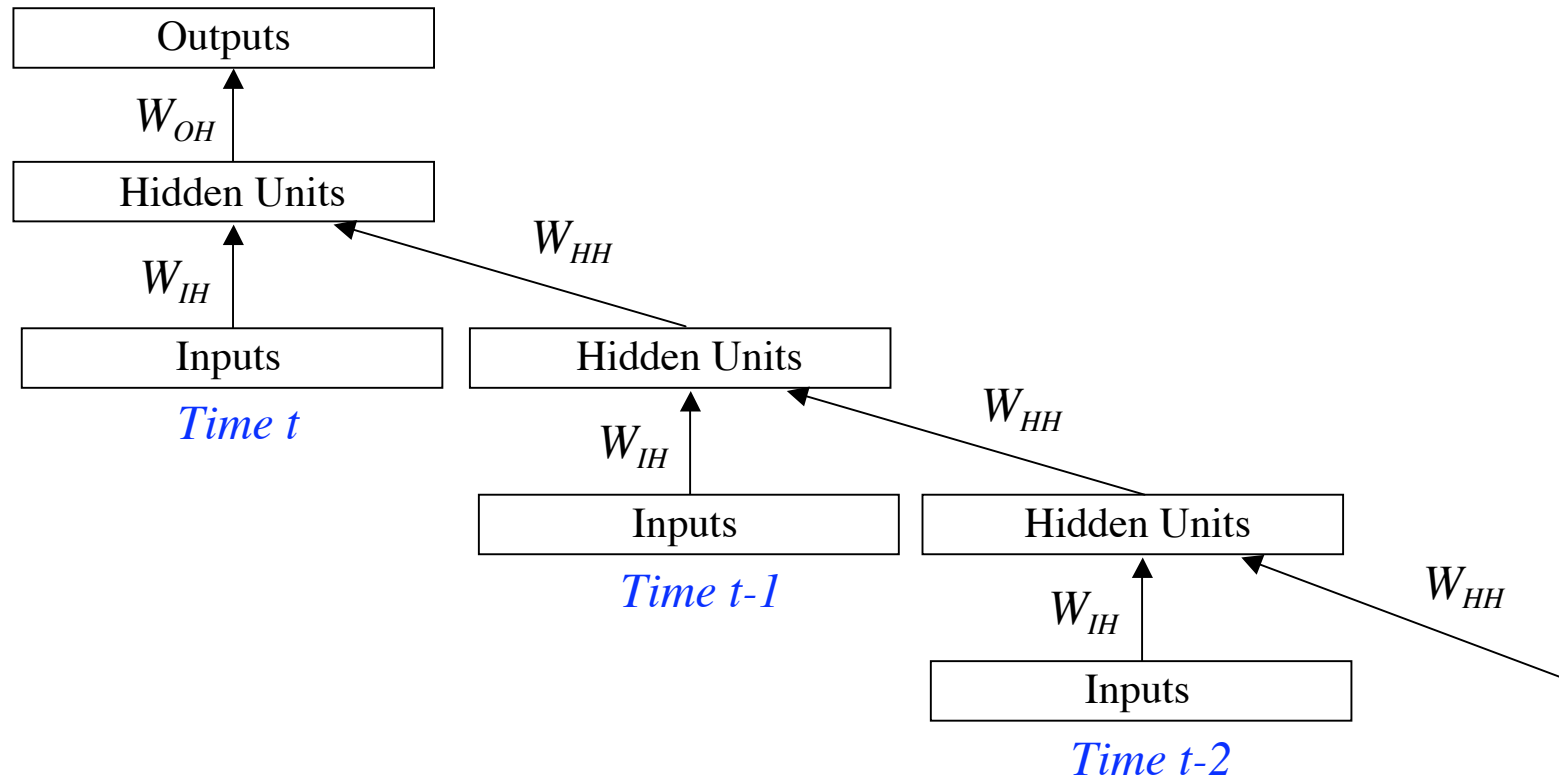 Outputs
W_OH
Hidden Units
W_HH
W_IH
Inputs
Hidden Units
Time t
W_HH
W_IH
Inputs
Hidden Units
Time t-1
W_HH
W_IH
Inputs
Time t-2